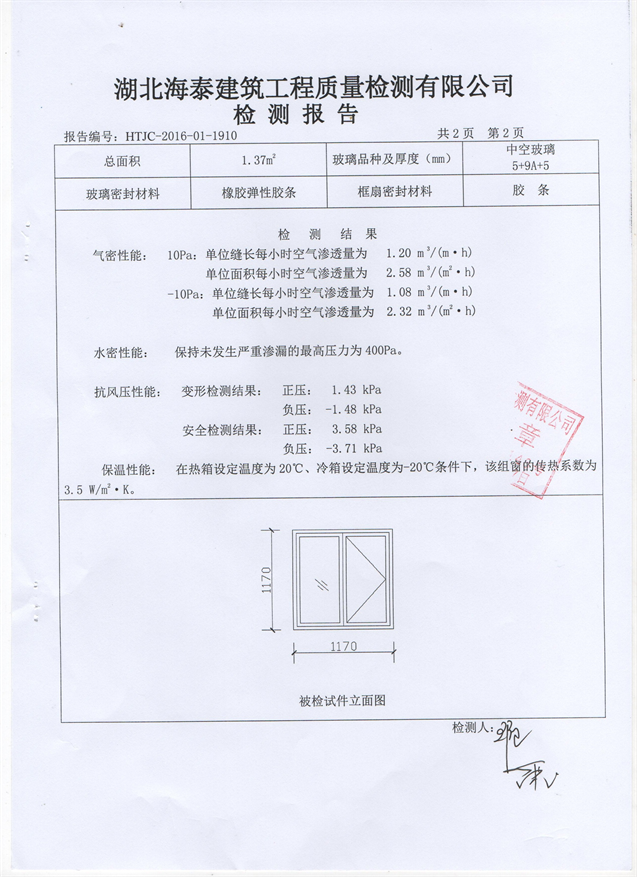 湖北海泰建筑工程质量检测有限公司
检测报告
报告编号：HTJC-2016-01-1910 共2页 第2页
总面积 1.37m² 玻璃品种及厚度（mm） 中空玻璃
5+9A+5
玻璃密封材料 橡胶弹性胶条 框扇密封材料 胶 条
检 测 结 果
气密性能： 10Pa：单位缝长每小时空气渗透量为 1.20 m³/(m·h)
单位面积每小时空气渗透量为 2.58 m³/(m²·h)
-10Pa：单位缝长每小时空气渗透量为 1.08 m³/(m·h)
单位面积每小时空气渗透量为 2.32 m³/(m²·h)
水密性能： 保持未发生严重渗漏的最高压力为400Pa。
抗风压性能： 变形检测结果： 正压： 1.43 kPa
负压： -1.48 kPa
安全检测结果： 正压： 3.58 kPa
负压： -3.71 kPa
保温性能： 在热箱设定温度为20℃、冷箱设定温度为-20℃条件下，该组窗的传热系数为
3.5 W/m²·K。
测有限公司
章
1170
1170
被检试件立面图
检测人：